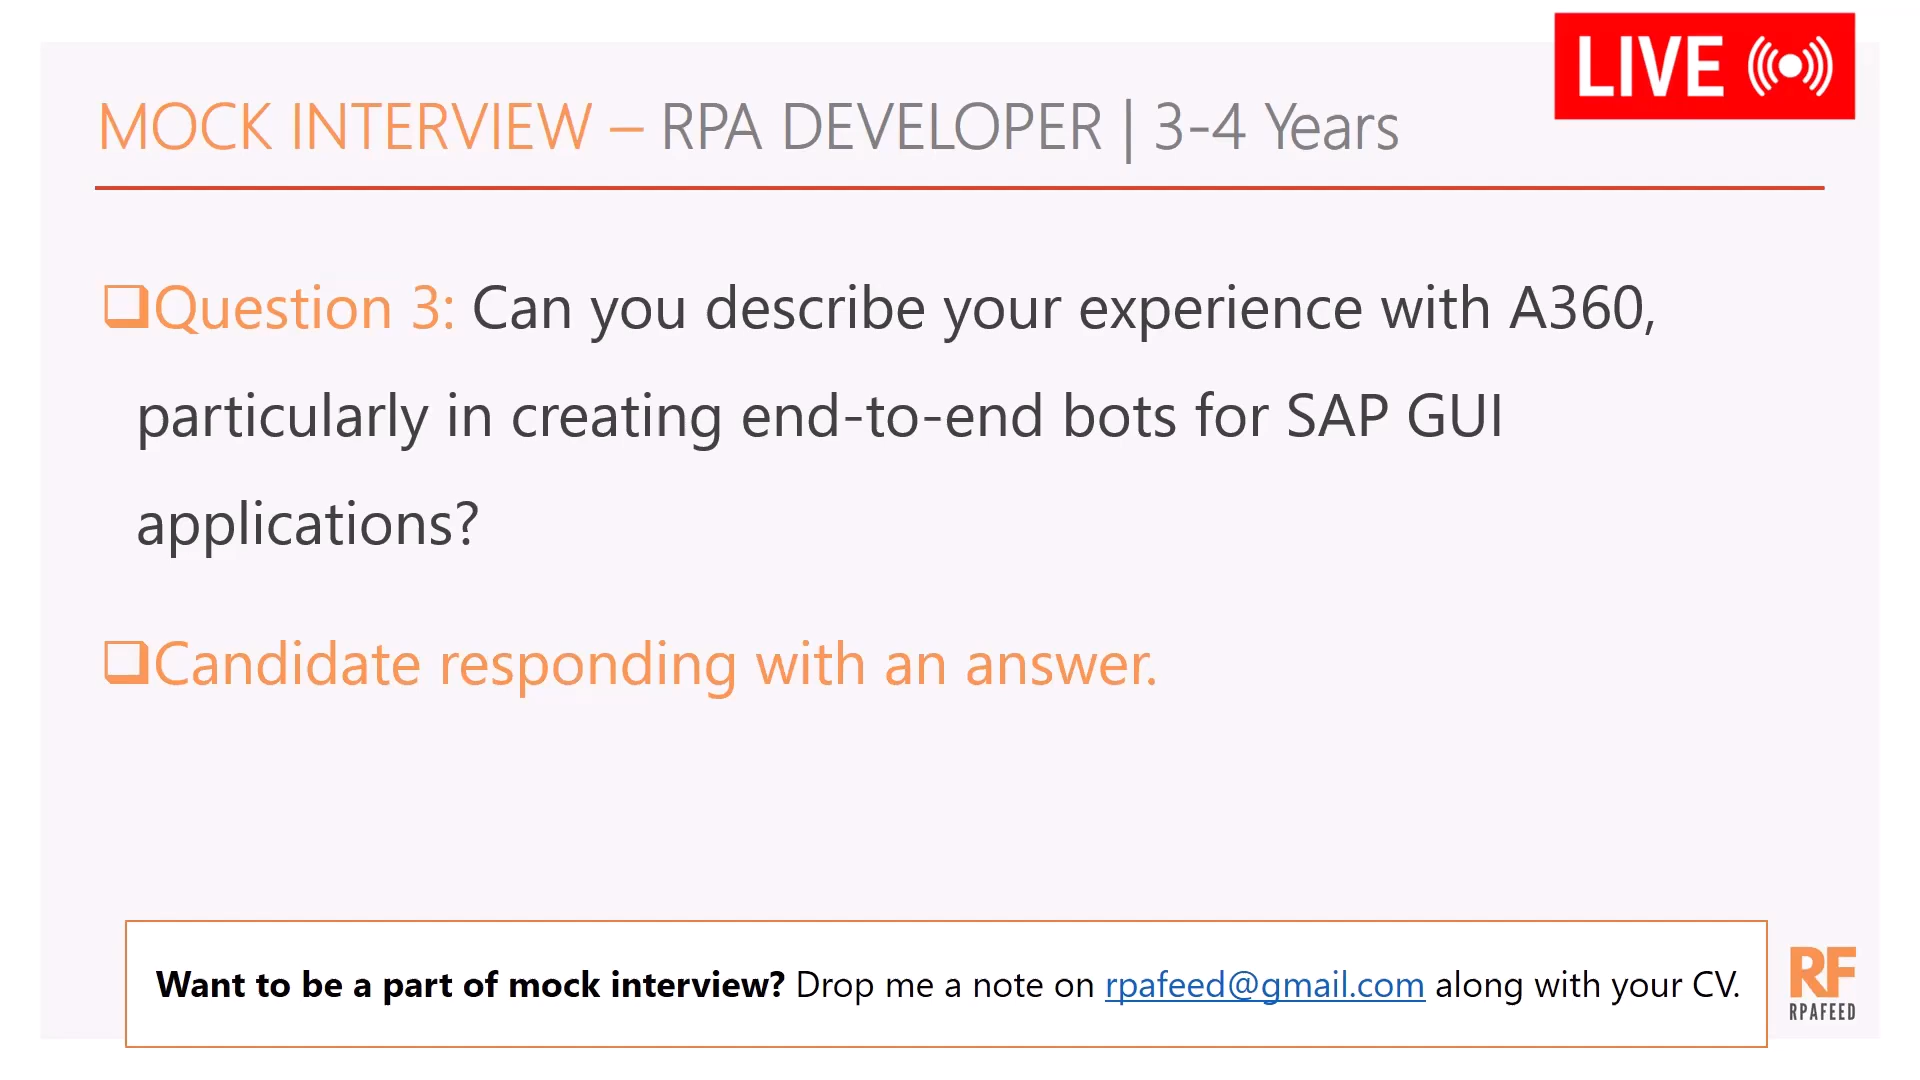 LIVE
MOCK INTERVIEW – RPA DEVELOPER | 3-4 Years
Question 3: Can you describe your experience with A360,
particularly in creating end-to-end bots for SAP GUI
applications?
Candidate responding with an answer.
Want to be a part of mock interview? Drop me a note on rpafeed@gmail.com along with your CV.
RF
RPAFEED